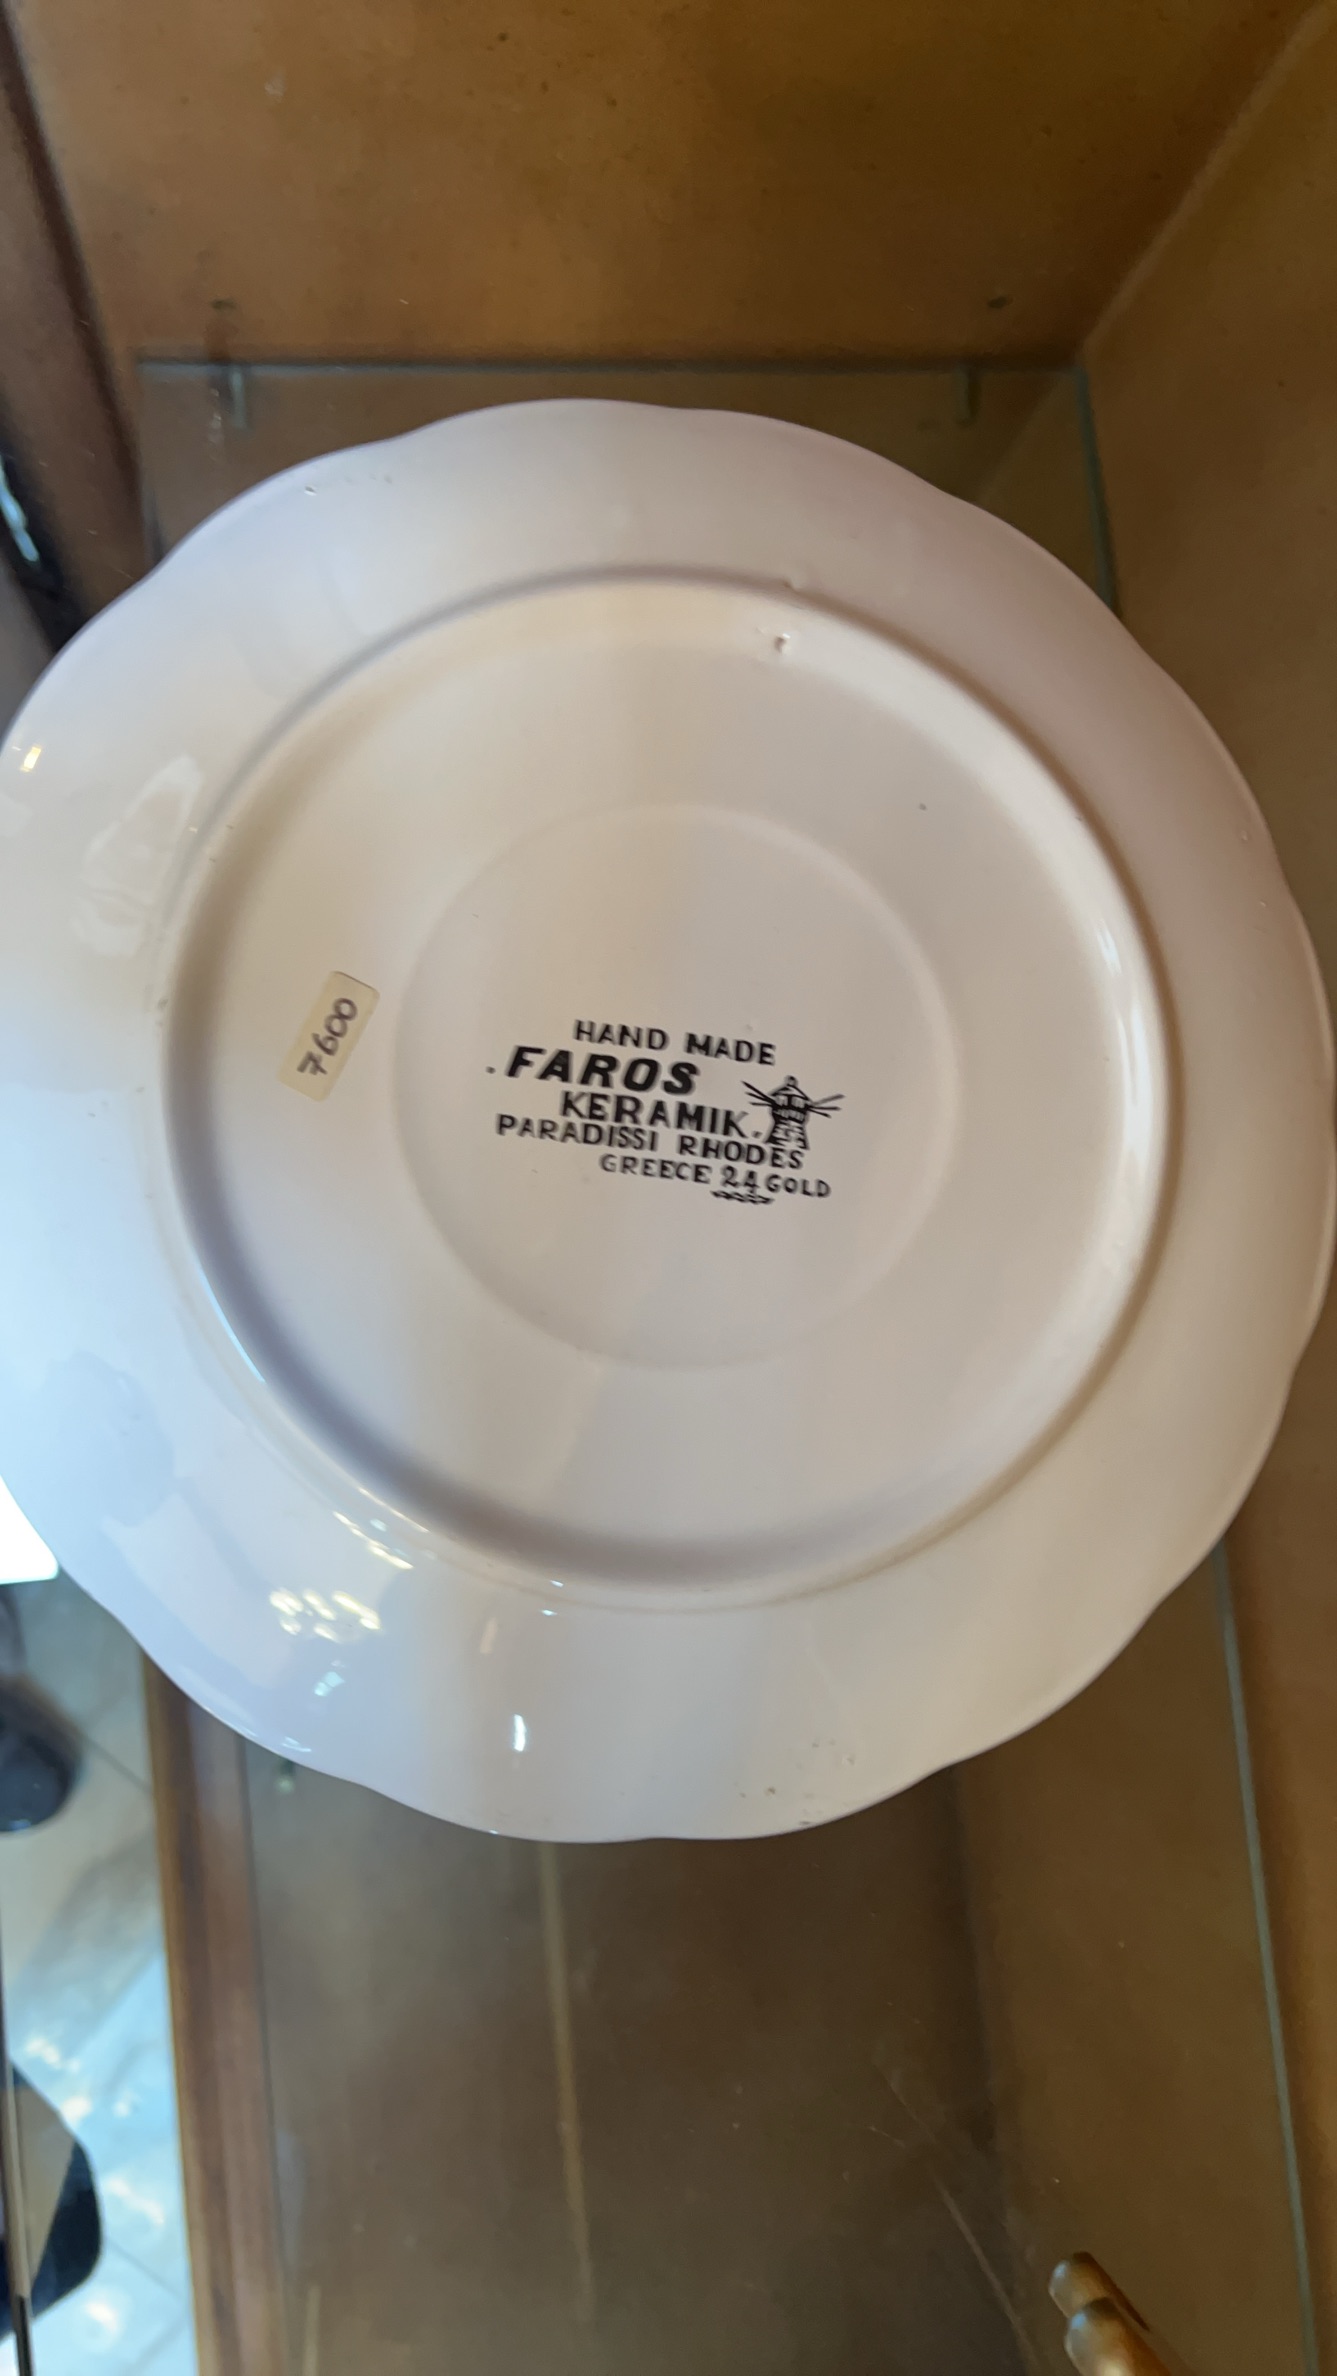 HAND MADE
.FAROS
KERAMIK.
PARADISSI RHODES
GREECE 24 GOLD
7600